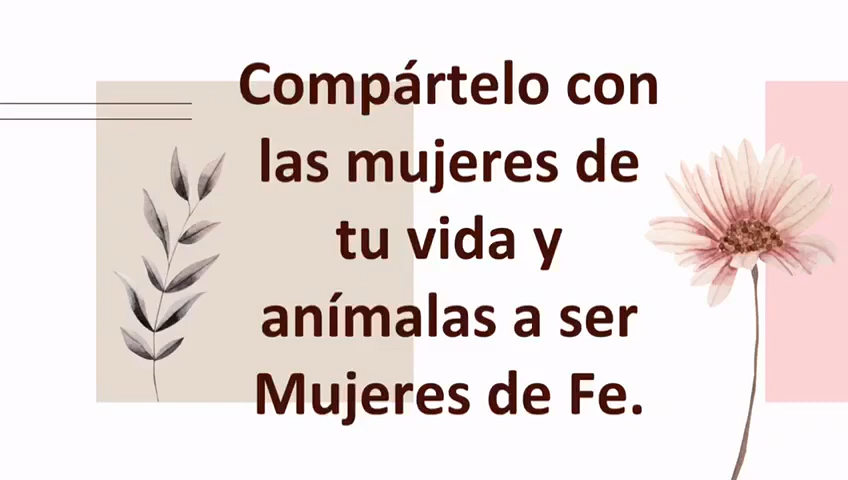 Compártelo con
las mujeres de
tu vida y
anímalas a ser
Mujeres de Fe.